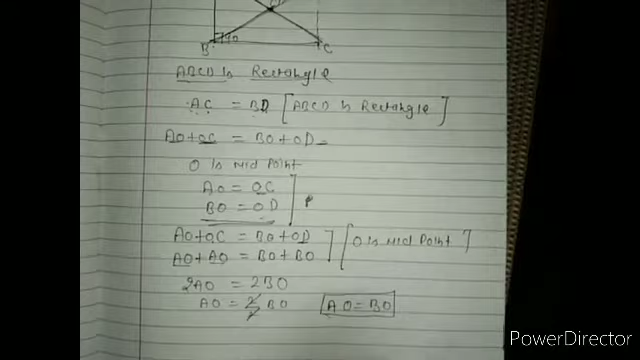 B 90 C
ABCD is Rectangle
AC = BD [ABCD is Rectangle]
AO+OC = BO+OD
O is mid Point
AO = OC
BO = OD
AO+OC = BO+OD [O is mid Point]
AO+AO = BO+BO
2AO = 2BO
AO = 2/2 BO AO=BO
PowerDirector